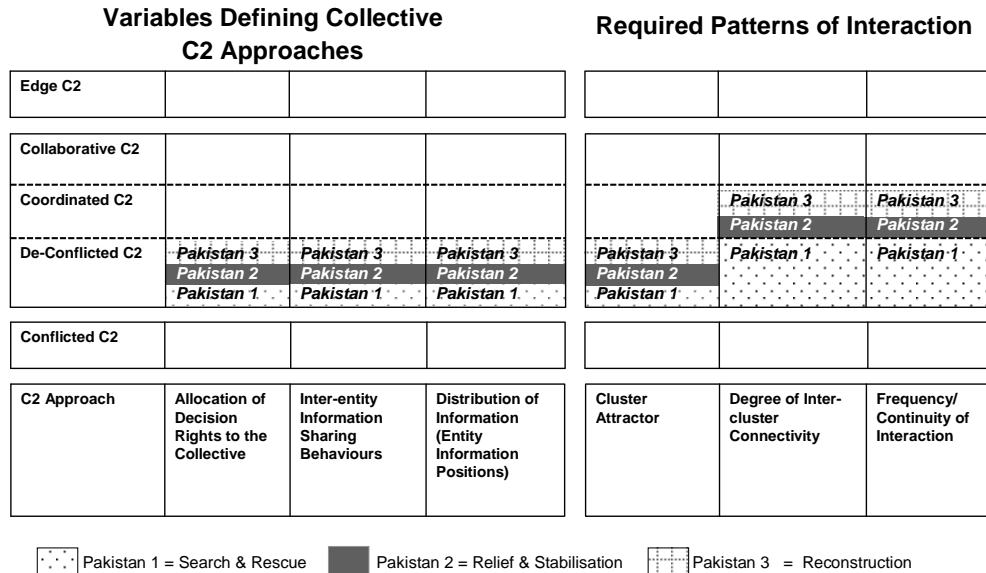 Variables Defining Collective
C2 Approaches
Required Patterns of Interaction
Edge C2
Collaborative C2
Coordinated C2
Pakistan 3
Pakistan 3
Pakistan 2
Pakistan 2
De-Conflicted C2
Pakistan 3
Pakistan 3
Pakistan 3
Pakistan 3
Pakistan 1
Pakistan 1
Pakistan 2
Pakistan 2
Pakistan 2
Pakistan 2
Pakistan 1
Pakistan 1
Pakistan 1
Pakistan 1
Conflicted C2
C2 Approach
Allocation of
Decision
Rights to the
Collective
Inter-entity
Information
Sharing
Behaviours
Distribution of
Information
(Entity
Information
Positions)
Cluster
Attractor
Degree of Inter-
cluster
Connectivity
Frequency/
Continuity of
Interaction
Pakistan 1 = Search & Rescue
Pakistan 2 = Relief & Stabilisation
Pakistan 3 = Reconstruction